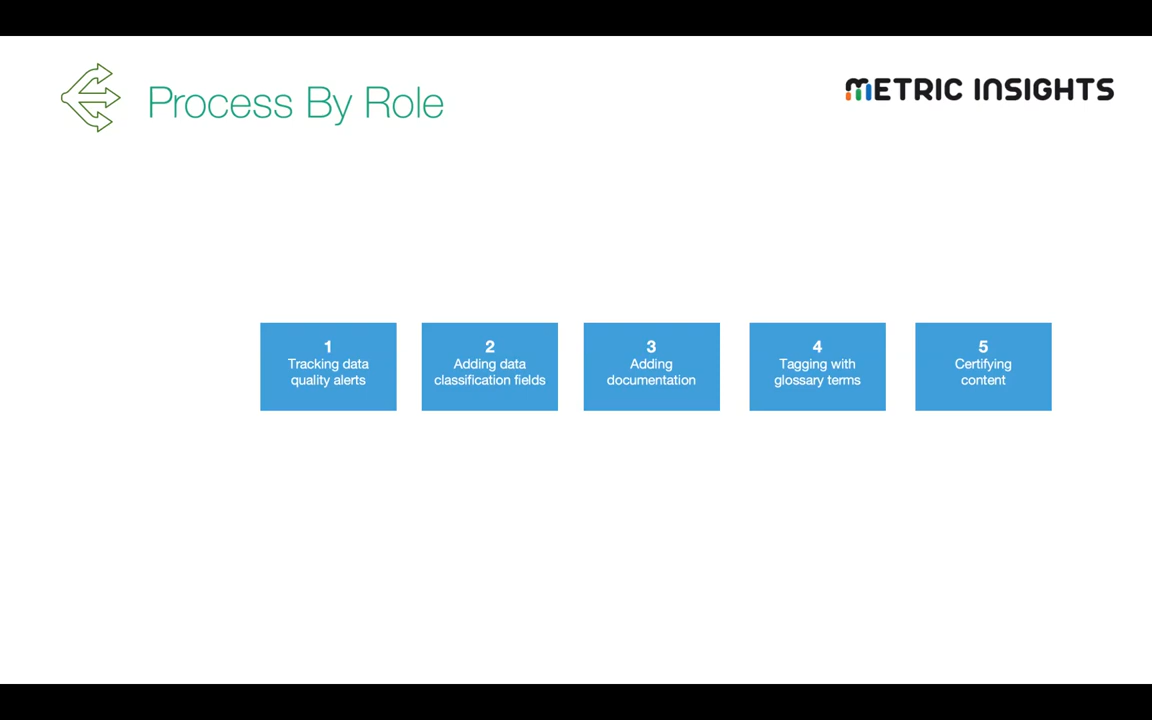 Process By Role
METRIC INSIGHTS
1
Tracking data
quality alerts
2
Adding data
classification fields
3
Adding
documentation
4
Tagging with
glossary terms
5
Certifying
content